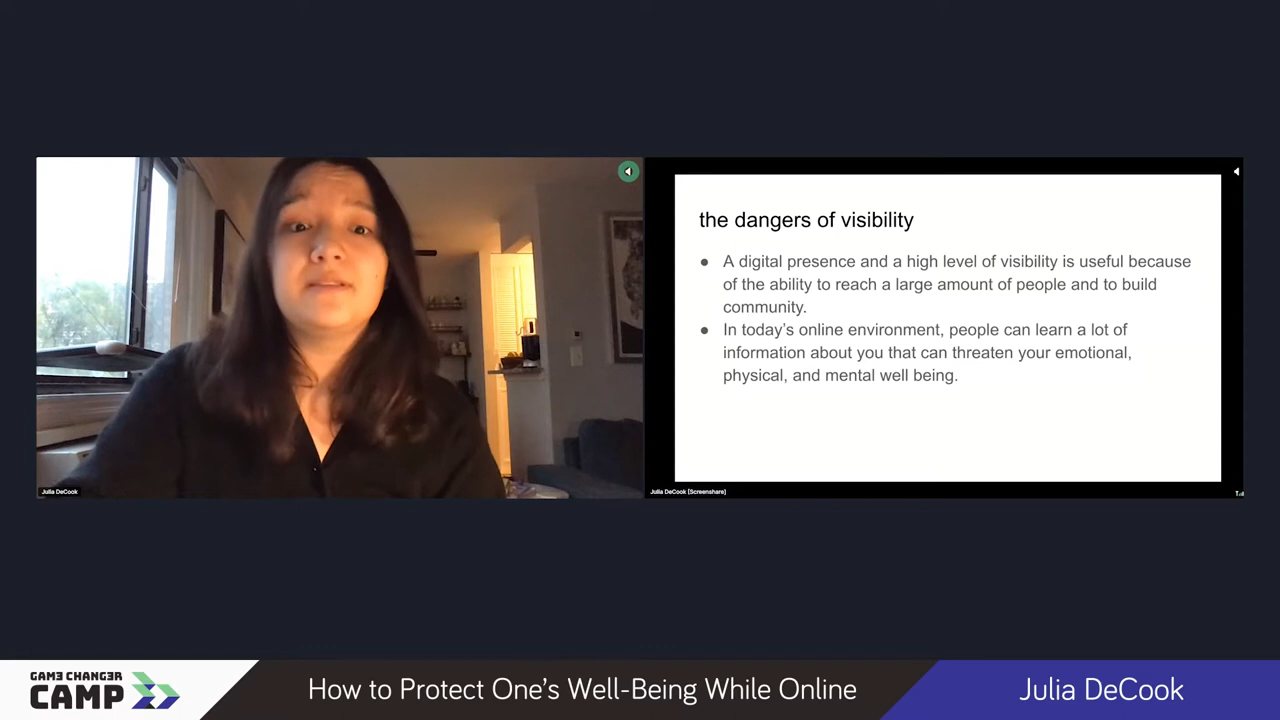 Julia DeCook
the dangers of visibility
● A digital presence and a high level of visibility is useful because
of the ability to reach a large amount of people and to build
community.
● In today's online environment, people can learn a lot of
information about you that can threaten your emotional,
physical, and mental well being.
Julia DeCook (Screenshare)
GAME CHANGER
CAMP
How to Protect One's Well-Being While Online
Julia DeCook